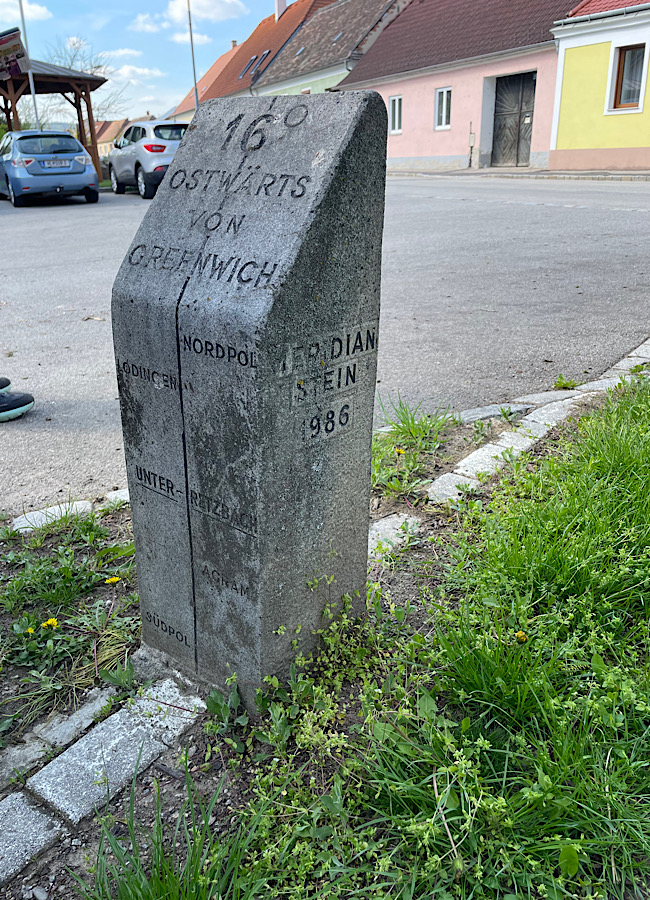 16°
OSTWÄRTS
VON
GREENWICH
NORDPOL
LÖDINGEN
UNTER-RETZBACH
AGRAM
SÜDPOL
MERIDIAN
STEIN
1986